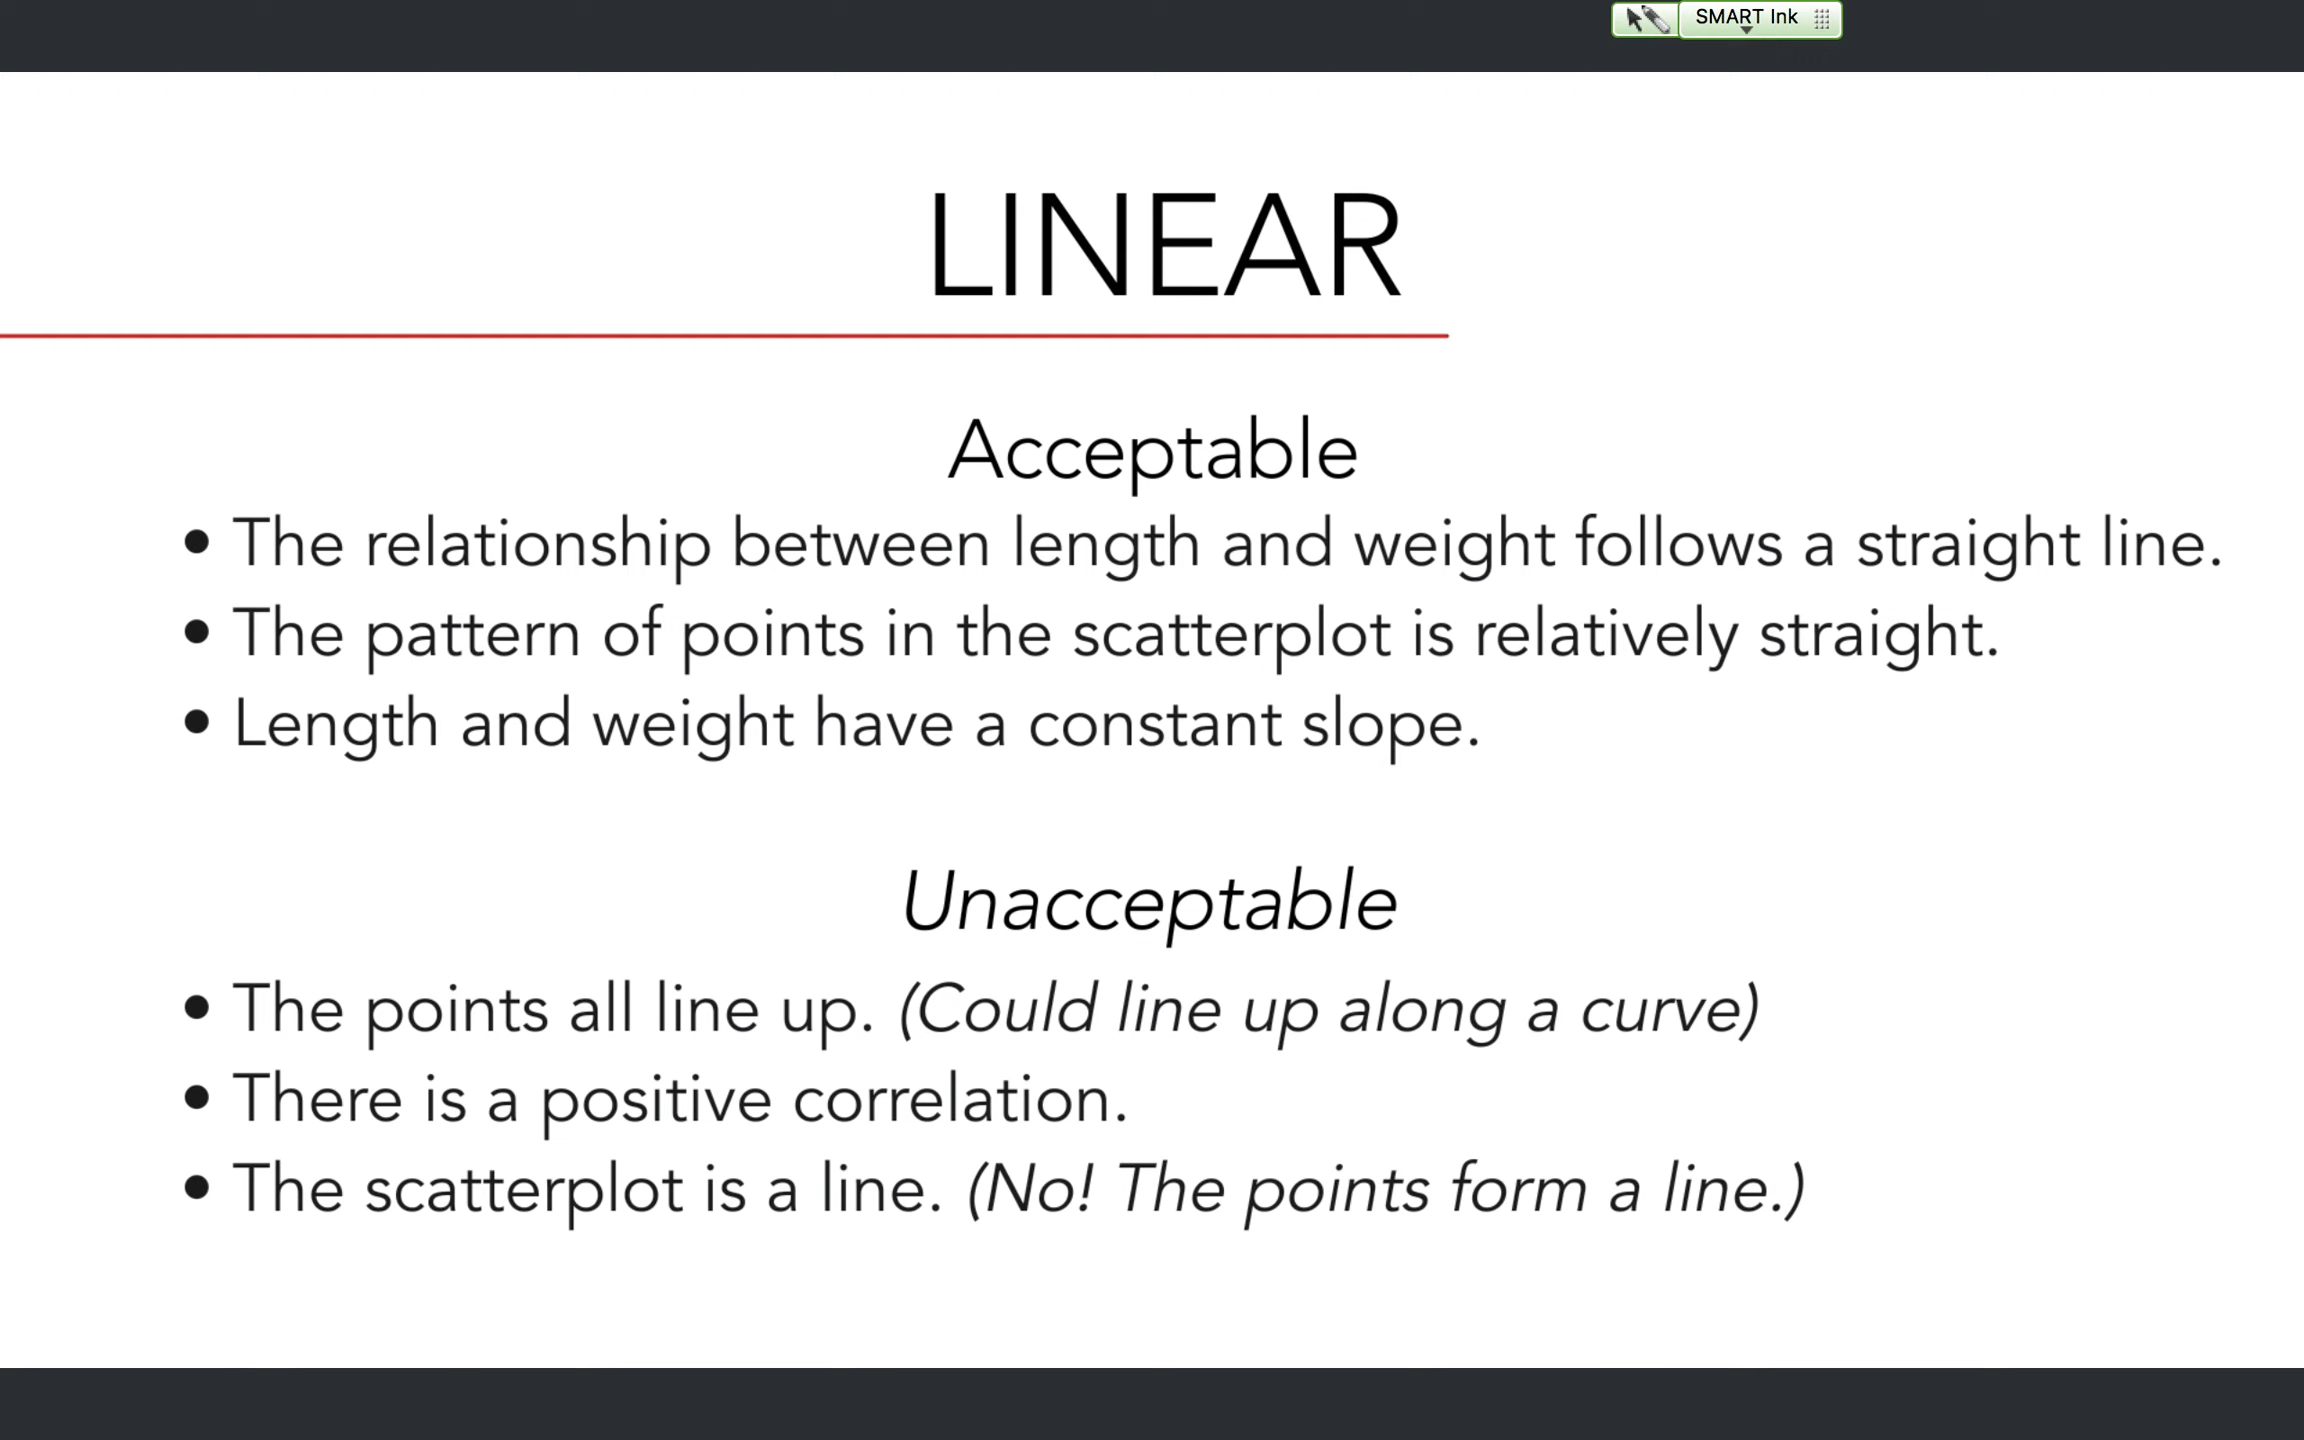 SMART Ink
LINEAR
Acceptable
• The relationship between length and weight follows a straight line.
• The pattern of points in the scatterplot is relatively straight.
• Length and weight have a constant slope.
Unacceptable
• The points all line up. (Could line up along a curve)
• There is a positive correlation.
• The scatterplot is a line. (No! The points form a line.)